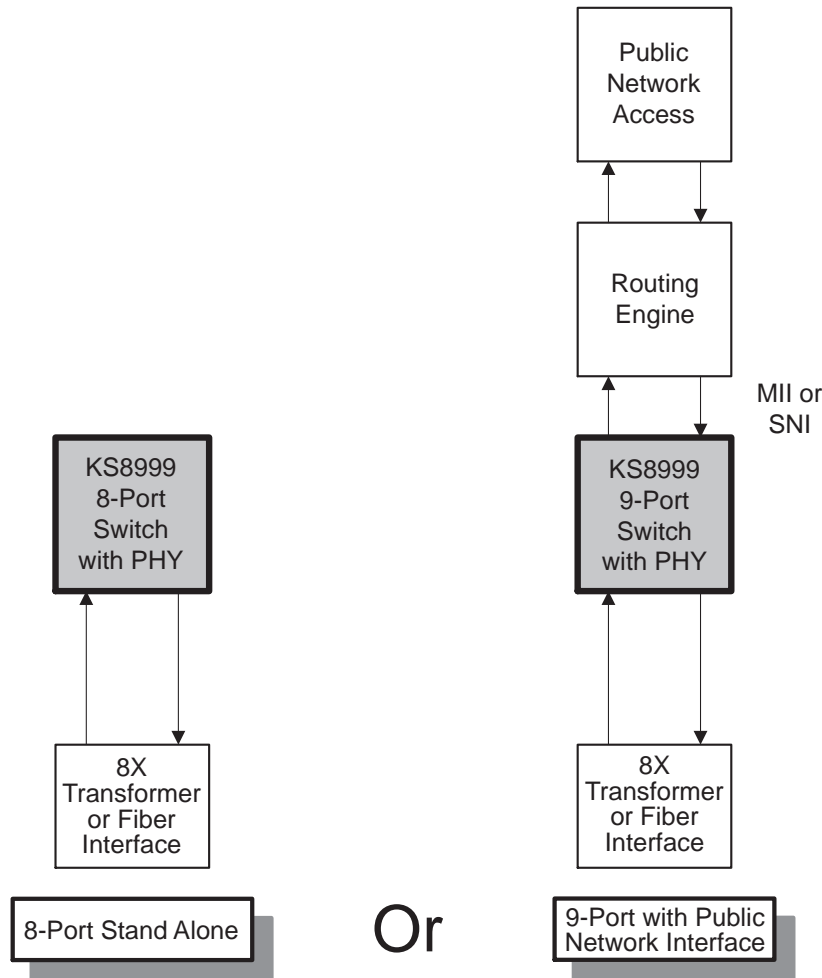 Public
Network
Access
Routing
Engine
MII or
SNI
KS8999
8-Port
Switch
with PHY
KS8999
9-Port
Switch
with PHY
8X
Transformer
or Fiber
Interface
8X
Transformer
or Fiber
Interface
8-Port Stand Alone
Or
9-Port with Public
Network Interface